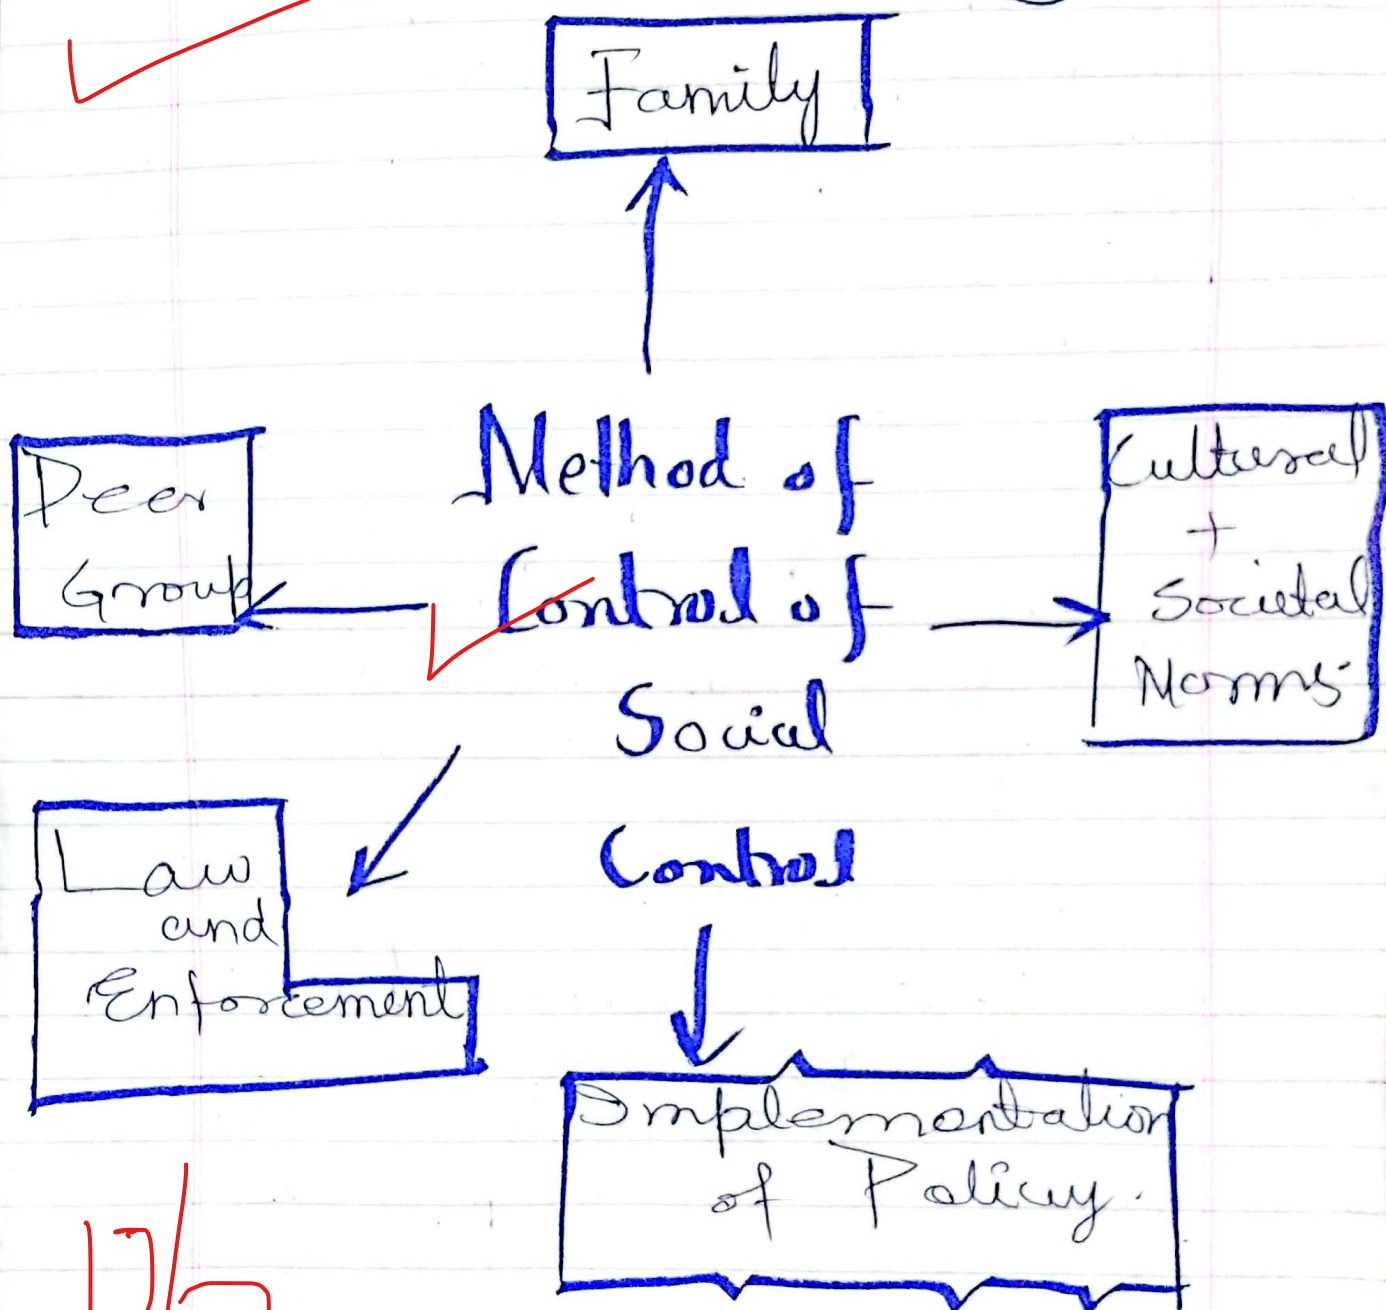 Family
Method of
Control of
Social
Control
Peer
Group
Cultural
+
Societal
Norms
Law
and
Enforcement
Implementation
of Policy.